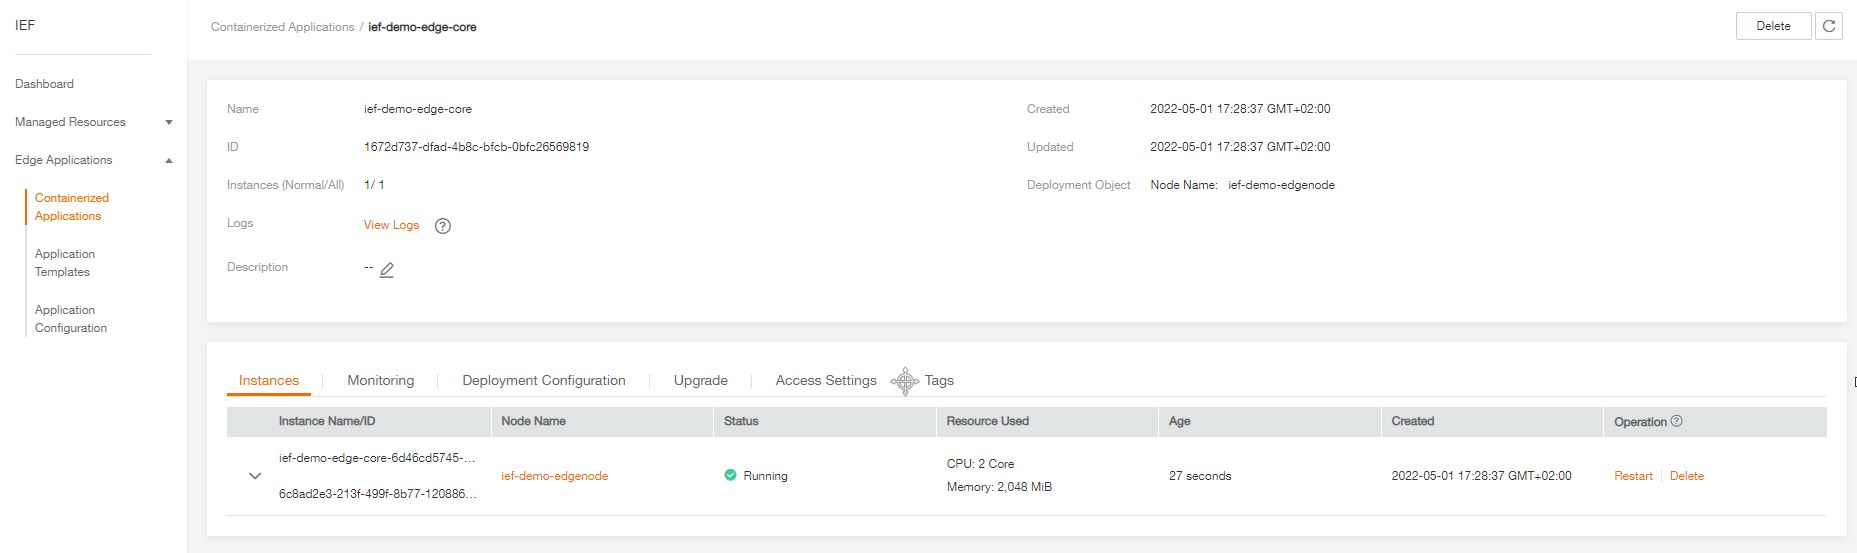 IEF
Containerized Applications / ief-demo-edge-core
Delete
Dashboard
Managed Resources
Edge Applications
Containerized
Applications
Application
Templates
Application
Configuration
Name ief-demo-edge-core
Created 2022-05-01 17:28:37 GMT+02:00
ID 1672d737-dfad-4b8c-bfcb-0bfc26569819
Updated 2022-05-01 17:28:37 GMT+02:00
Instances (Normal/All) 1/ 1
Deployment Object Node Name: ief-demo-edgenode
Logs View Logs ?
Description --
Instances Monitoring Deployment Configuration Upgrade Access Settings Tags
Instance Name/ID Node Name Status Resource Used Age Created Operation ?
ief-demo-edge-core-6d46cd5745-...
6c8ad2e3-213f-499f-8b77-120886...
ief-demo-edgenode
Running
CPU: 2 Core
Memory: 2,048 MiB
27 seconds
2022-05-01 17:28:37 GMT+02:00
Restart Delete